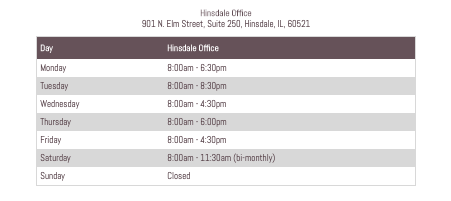 Hinsdale Office
901 N. Elm Street, Suite 250, Hinsdale, IL, 60521
Day Hinsdale Office
Monday 8:00am - 6:30pm
Tuesday 8:00am - 8:30pm
Wednesday 8:00am - 4:30pm
Thursday 8:00am - 6:00pm
Friday 8:00am - 4:30pm
Saturday 8:00am - 11:30am (bi-monthly)
Sunday Closed